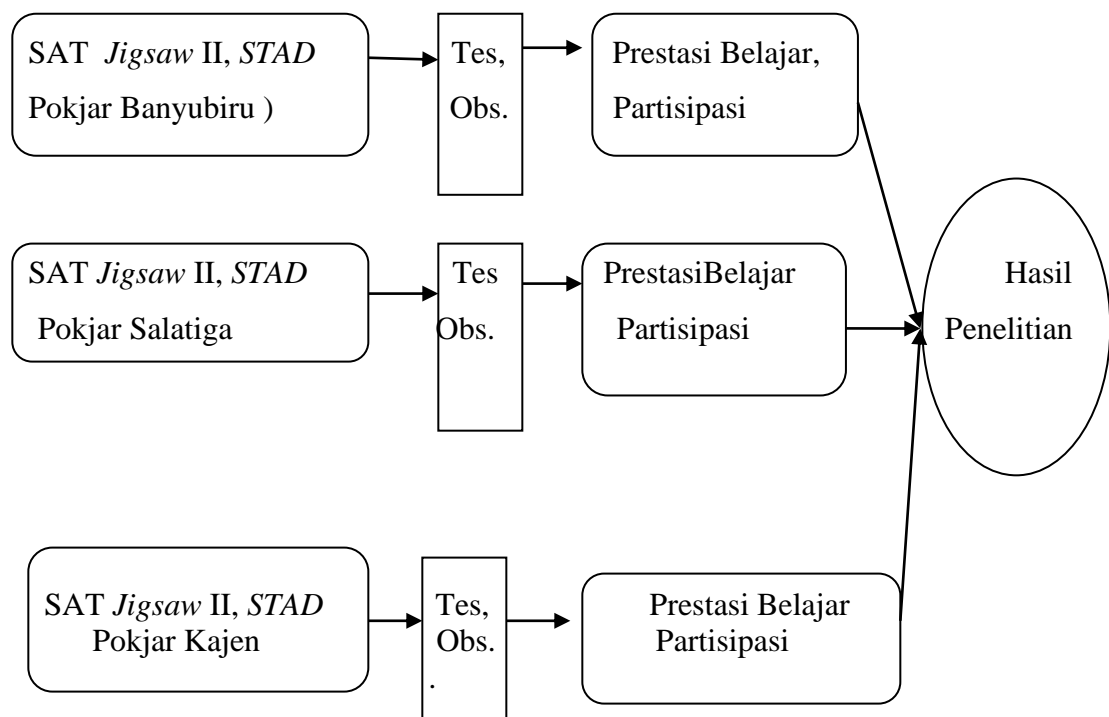 SAT Jigsaw II, STAD
Pokjar Banyubiru )
Tes,
Obs.
Prestasi Belajar,
Partisipasi
SAT Jigsaw II, STAD
Pokjar Salatiga
Tes
Obs.
PrestasiBelajar
Partisipasi
Hasil
Penelitian
SAT Jigsaw II, STAD
Pokjar Kajen
Tes,
Obs.
.
Prestasi Belajar
Partisipasi